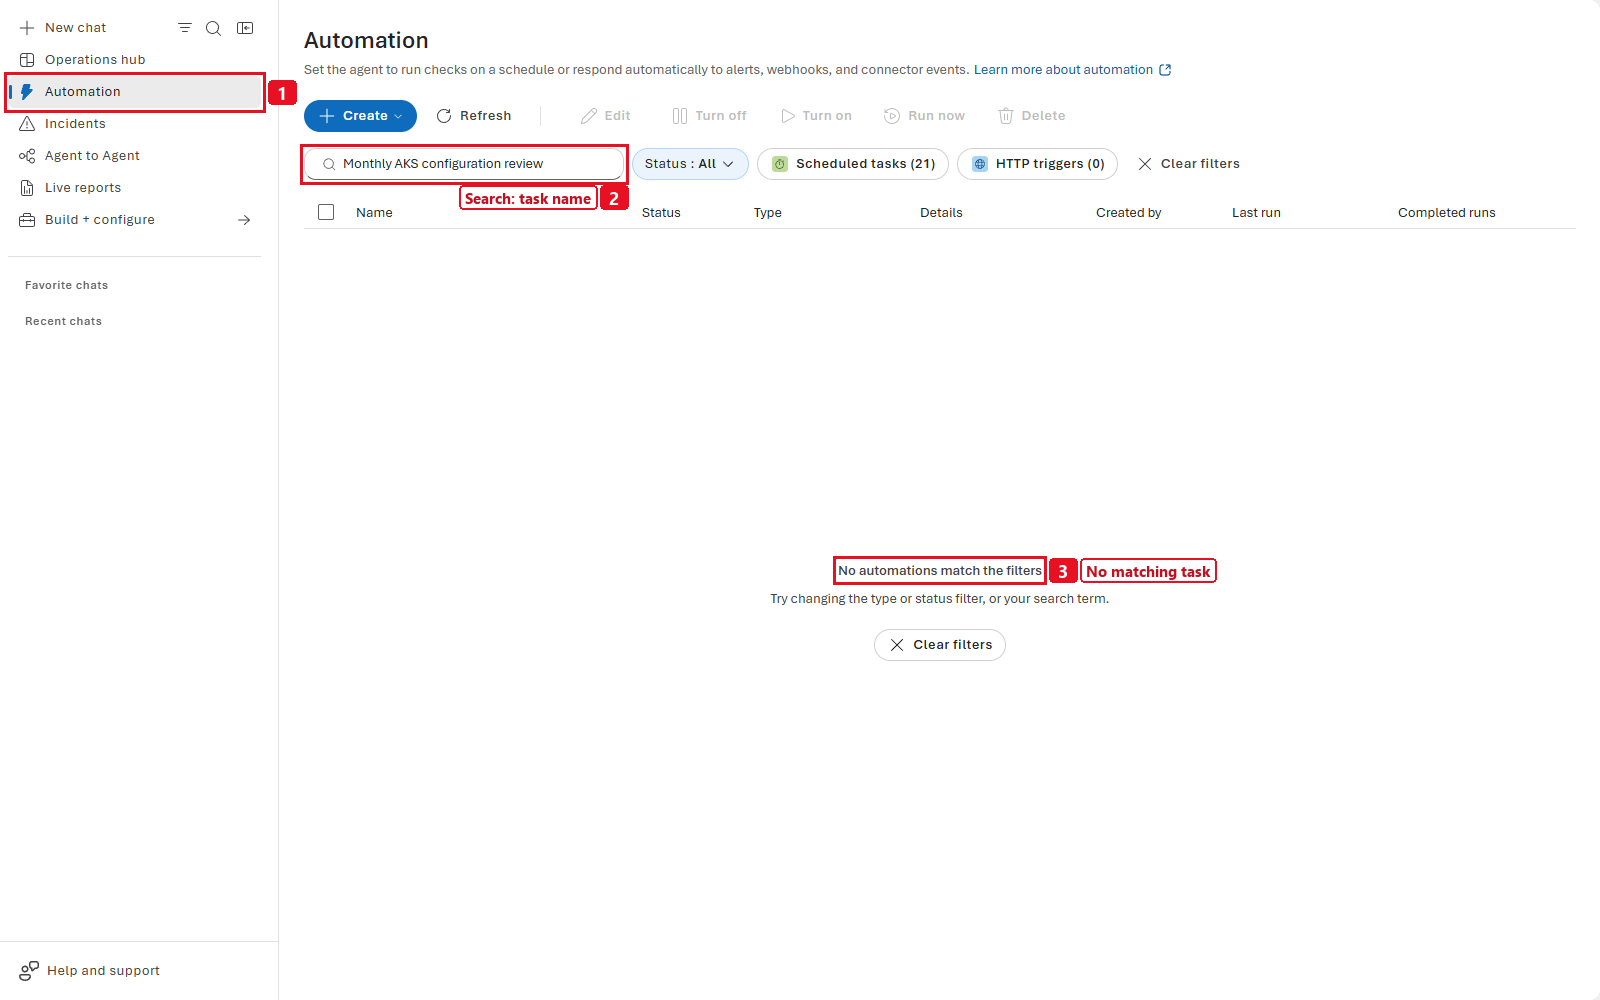 New chat
Operations hub
Automation
1
Incidents
Agent to Agent
Live reports
Build + configure
Favorite chats
Recent chats
Help and support
Automation
Set the agent to run checks on a schedule or respond automatically to alerts, webhooks, and connector events. Learn more about automation
Create
Refresh
Edit
Turn off
Turn on
Run now
Delete
Monthly AKS configuration review
Status : All
Scheduled tasks (21)
HTTP triggers (0)
Clear filters
Search: task name
2
Name
Status
Type
Details
Created by
Last run
Completed runs
No automations match the filters
3
No matching task
Try changing the type or status filter, or your search term.
Clear filters